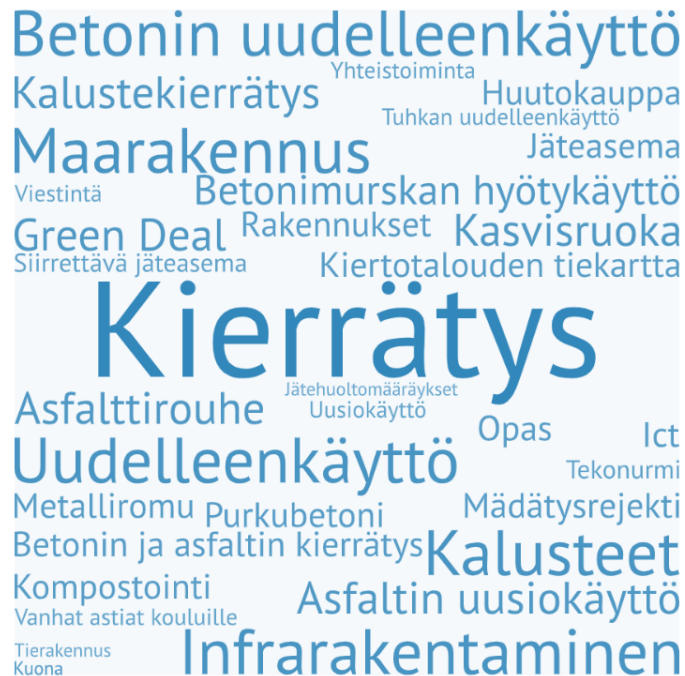 Betonin uudelleenkäyttö
Yhteistoiminta
Kalustekierrätys
Huutokauppa
Tuhkan uudelleenkäyttö
Maarakennus
Jäteasema
Viestintä
Betonimurskan hyötykäyttö
Green Deal
Rakennukset
Kasvisruoka
Siirrettävä jäteasema
Kiertotalouden tiekartta
Kierrätys
Jätehuoltomääräykset
Asfalttirouhe
Uusiokäyttö
Opas
Ict
Uudelleenkäyttö
Tekonurmi
Metalliromu
Purkubetoni
Mädätysrejekti
Betonin ja asfaltin kierrätys
Kalusteet
Kompostointi
Asfaltin uusiokäyttö
Vanhat astiat kouluille
Tierakennus
Infrarakentaminen
Kuona